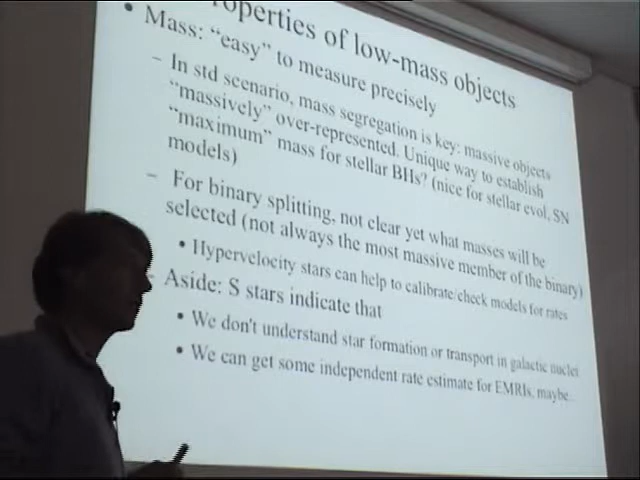 roperties of low-mass objects
• Mass: “easy” to measure precisely
– In std scenario, mass segregation is key: massive objects
“massively” over-represented. Unique way to establish
“maximum” mass for stellar BHs? (nice for stellar evol, SN
models)
– For binary splitting, not clear yet what masses will be
selected (not always the most massive member of the binary)
• Hypervelocity stars can help to calibrate/check models for rates
– Aside: S stars indicate that
• We don't understand star formation or transport in galactic nuclei
• We can get some independent rate estimate for EMRIs, maybe...